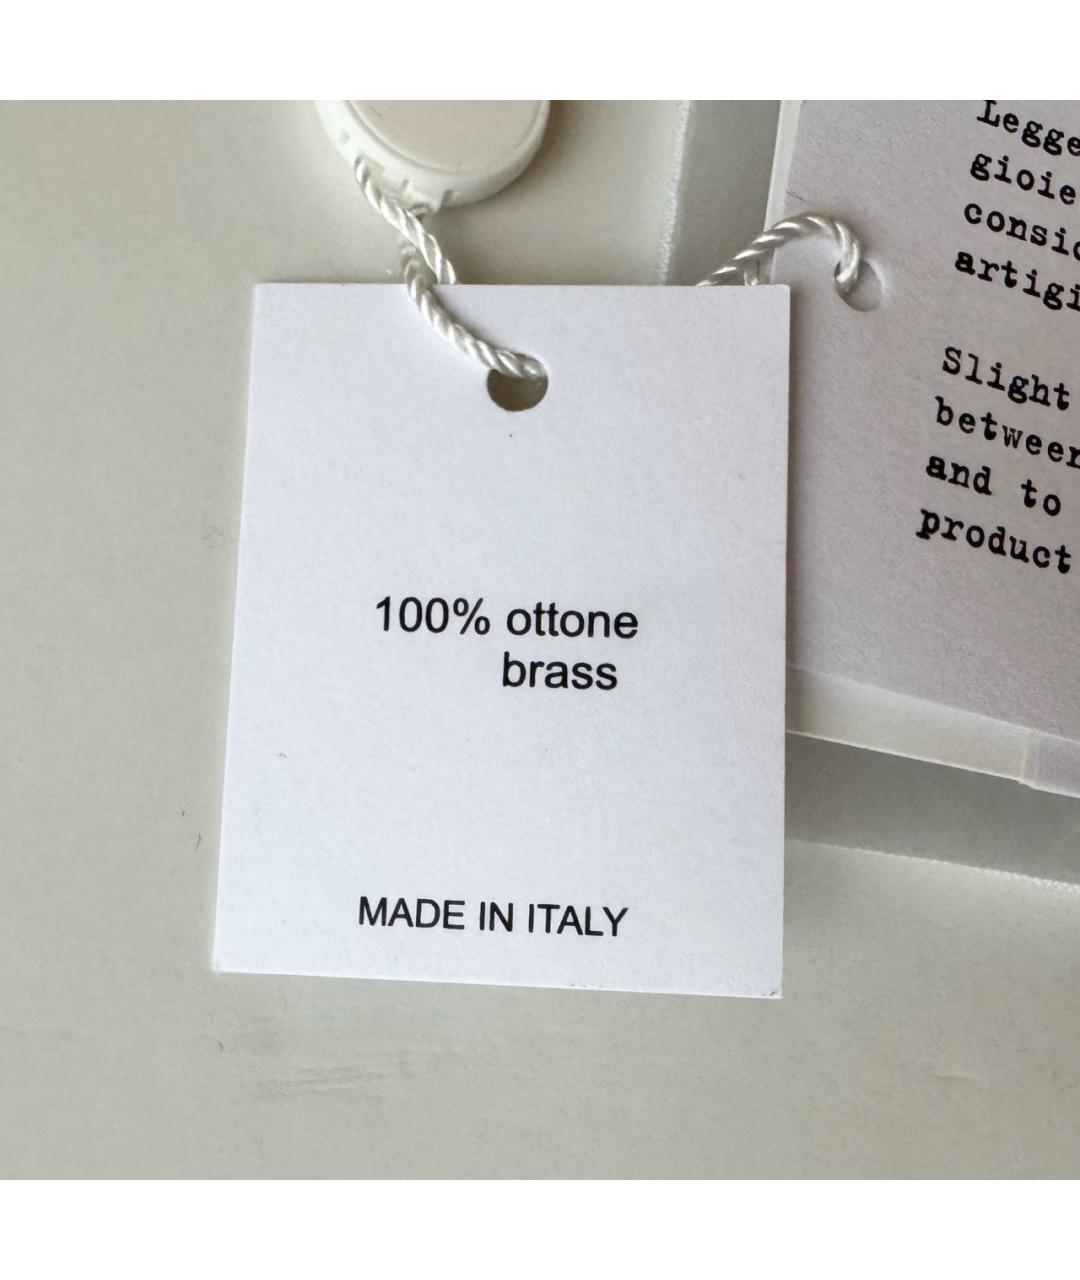 100% ottone
brass
MADE IN ITALY
Slight
between
and to
product